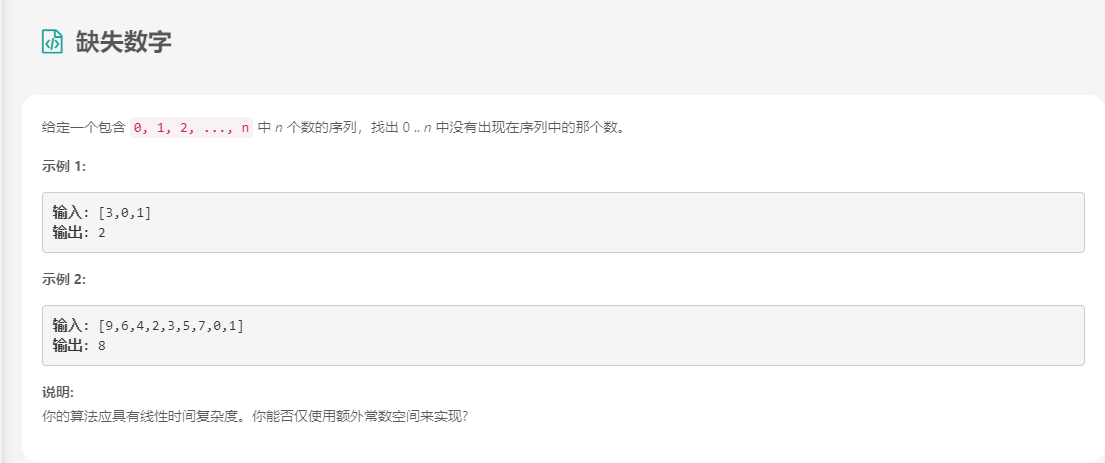 缺失数字
给定一个包含 0, 1, 2, ..., n 中 n 个数的序列，找出 0 .. n 中没有出现在序列中的那个数。
示例 1:
输入: [3,0,1]
输出: 2
示例 2:
输入: [9,6,4,2,3,5,7,0,1]
输出: 8
说明:
你的算法应具有线性时间复杂度。你能否仅使用额外常数空间来实现?